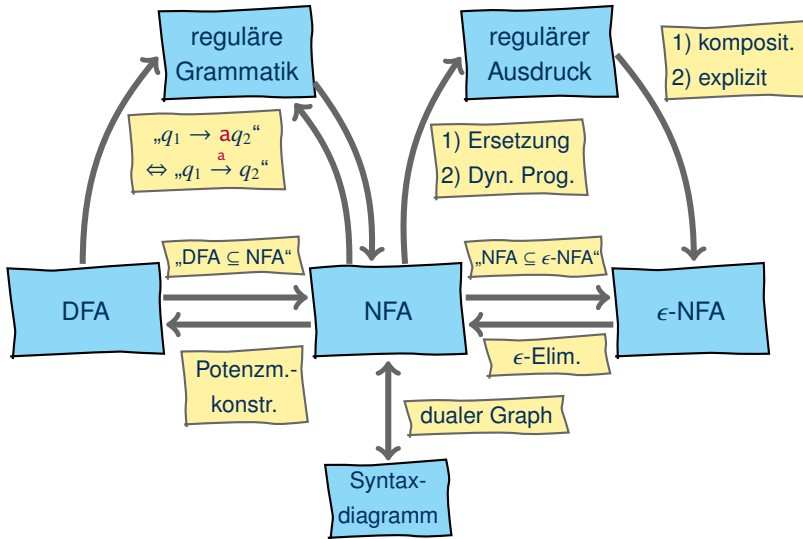 reguläre
Grammatik
regulärer
Ausdruck
1) komposit.
2) explizit
„q₁ → aq₂“
⇔ „q₁ →ᵃ q₂“
1) Ersetzung
2) Dyn. Prog.
„DFA ⊆ NFA“
„NFA ⊆ ϵ-NFA“
DFA
NFA
ϵ-NFA
Potenzm.-
konstr.
ϵ-Elim.
dualer Graph
Syntax-
diagramm